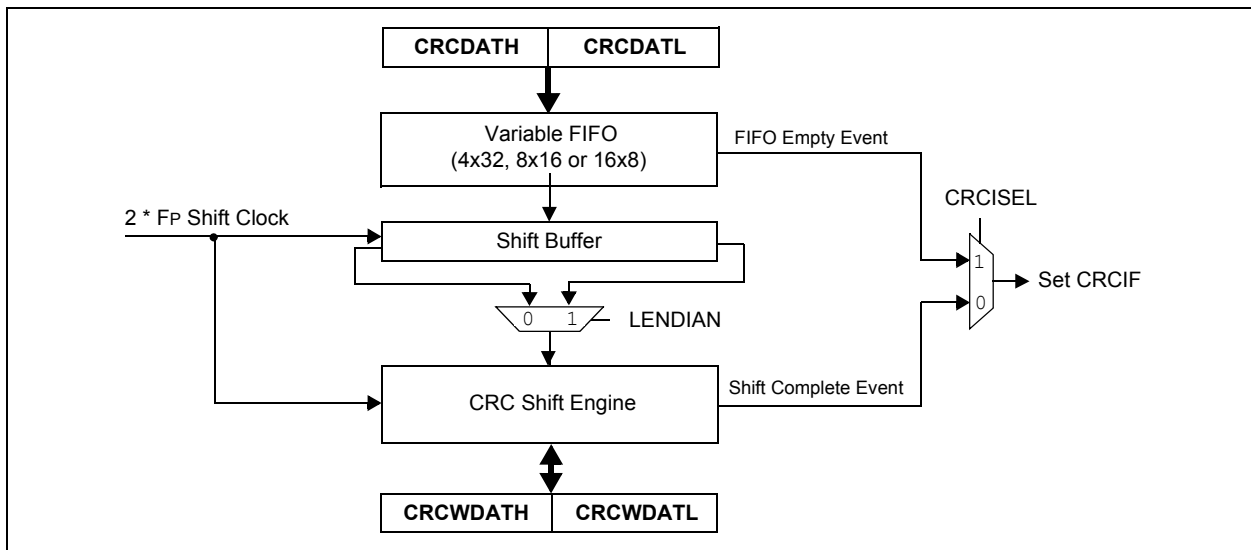 CRCDATH CRCDATL
Variable FIFO
(4x32, 8x16 or 16x8)
FIFO Empty Event
CRCISEL
2 * FP Shift Clock
Shift Buffer
1
Set CRCIF
0
0 1
LENDIAN
CRC Shift Engine
Shift Complete Event
CRCWDATH CRCWDATL